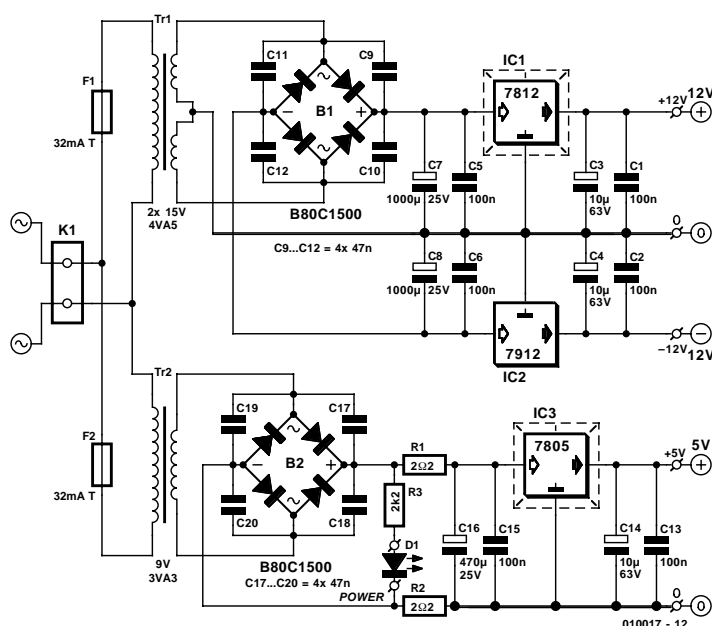 Tr1
F1
32mA T
2x 15V
4VA5
K1
C11
C9
~
B1
–
+
~
C12
C10
B80C1500
C9...C12 = 4x 47n
IC1
7812
C7
1000µ
25V
C5
100n
C3
10µ
63V
C1
100n
+12V
12V
+
0
0
C8
1000µ
25V
C6
100n
C4
10µ
63V
C2
100n
7912
IC2
–12V
–
12V
Tr2
F2
32mA T
9V
3VA3
C19
C17
~
B2
–
+
~
C20
C18
B80C1500
C17...C20 = 4x 47n
R1
2Ω2
R3
2k2
D1
POWER
R2
2Ω2
C16
470µ
25V
C15
100n
IC3
7805
C14
10µ
63V
C13
100n
+5V
5V
+
0
0
010017 - 12